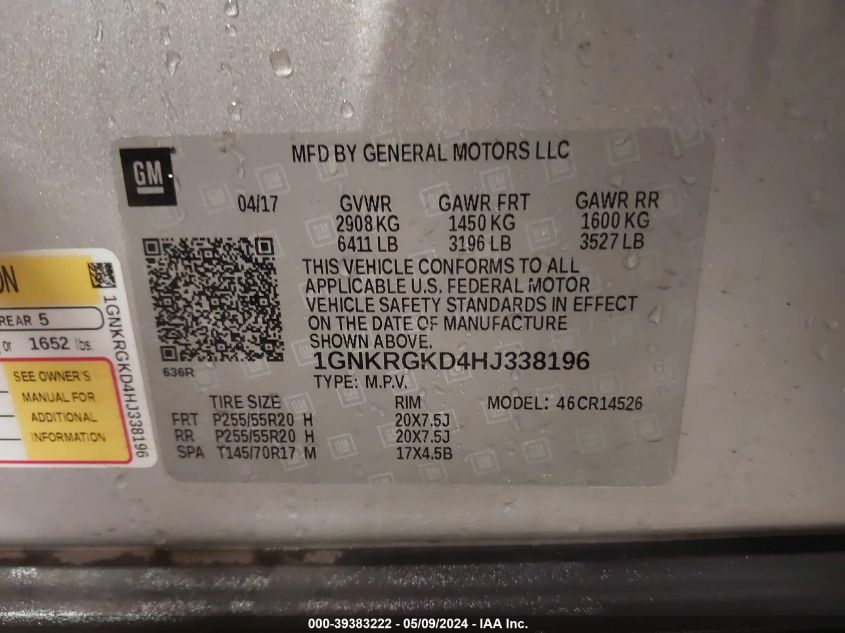 GM
MFD BY GENERAL MOTORS LLC
04/17 GVWR GAWR FRT GAWR RR
2908 KG 1450 KG 1600 KG
6411 LB 3196 LB 3527 LB
THIS VEHICLE CONFORMS TO ALL
APPLICABLE U.S. FEDERAL MOTOR
VEHICLE SAFETY STANDARDS IN EFFECT
ON THE DATE OF MANUFACTURE
SHOWN ABOVE.
1GNKRGKD4HJ338196
636R
TYPE: M.P.V.
TIRE SIZE RIM MODEL: 46CR14526
FRT P255/55R20 H 20X7.5J
RR P255/55R20 H 20X7.5J
SPA T145/70R17 M 17X4.5B
ON
REAR 5
or 1652 lbs.
SEE OWNER'S
MANUAL FOR
ADDITIONAL
INFORMATION
1GNKRGKD4HJ338196
000-39383222 - 05/09/2024 - IAA Inc.